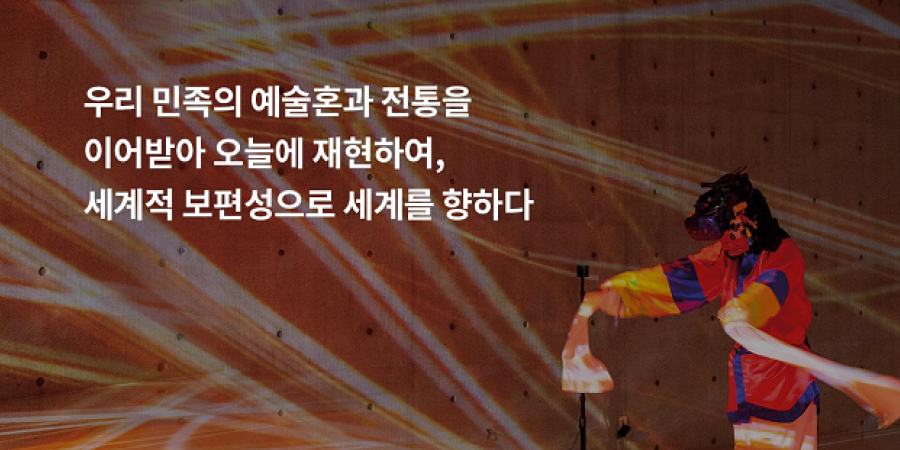 우리 민족의 예술혼과 전통을
이어받아 오늘에 재현하여,
세계적 보편성으로 세계를 향하다